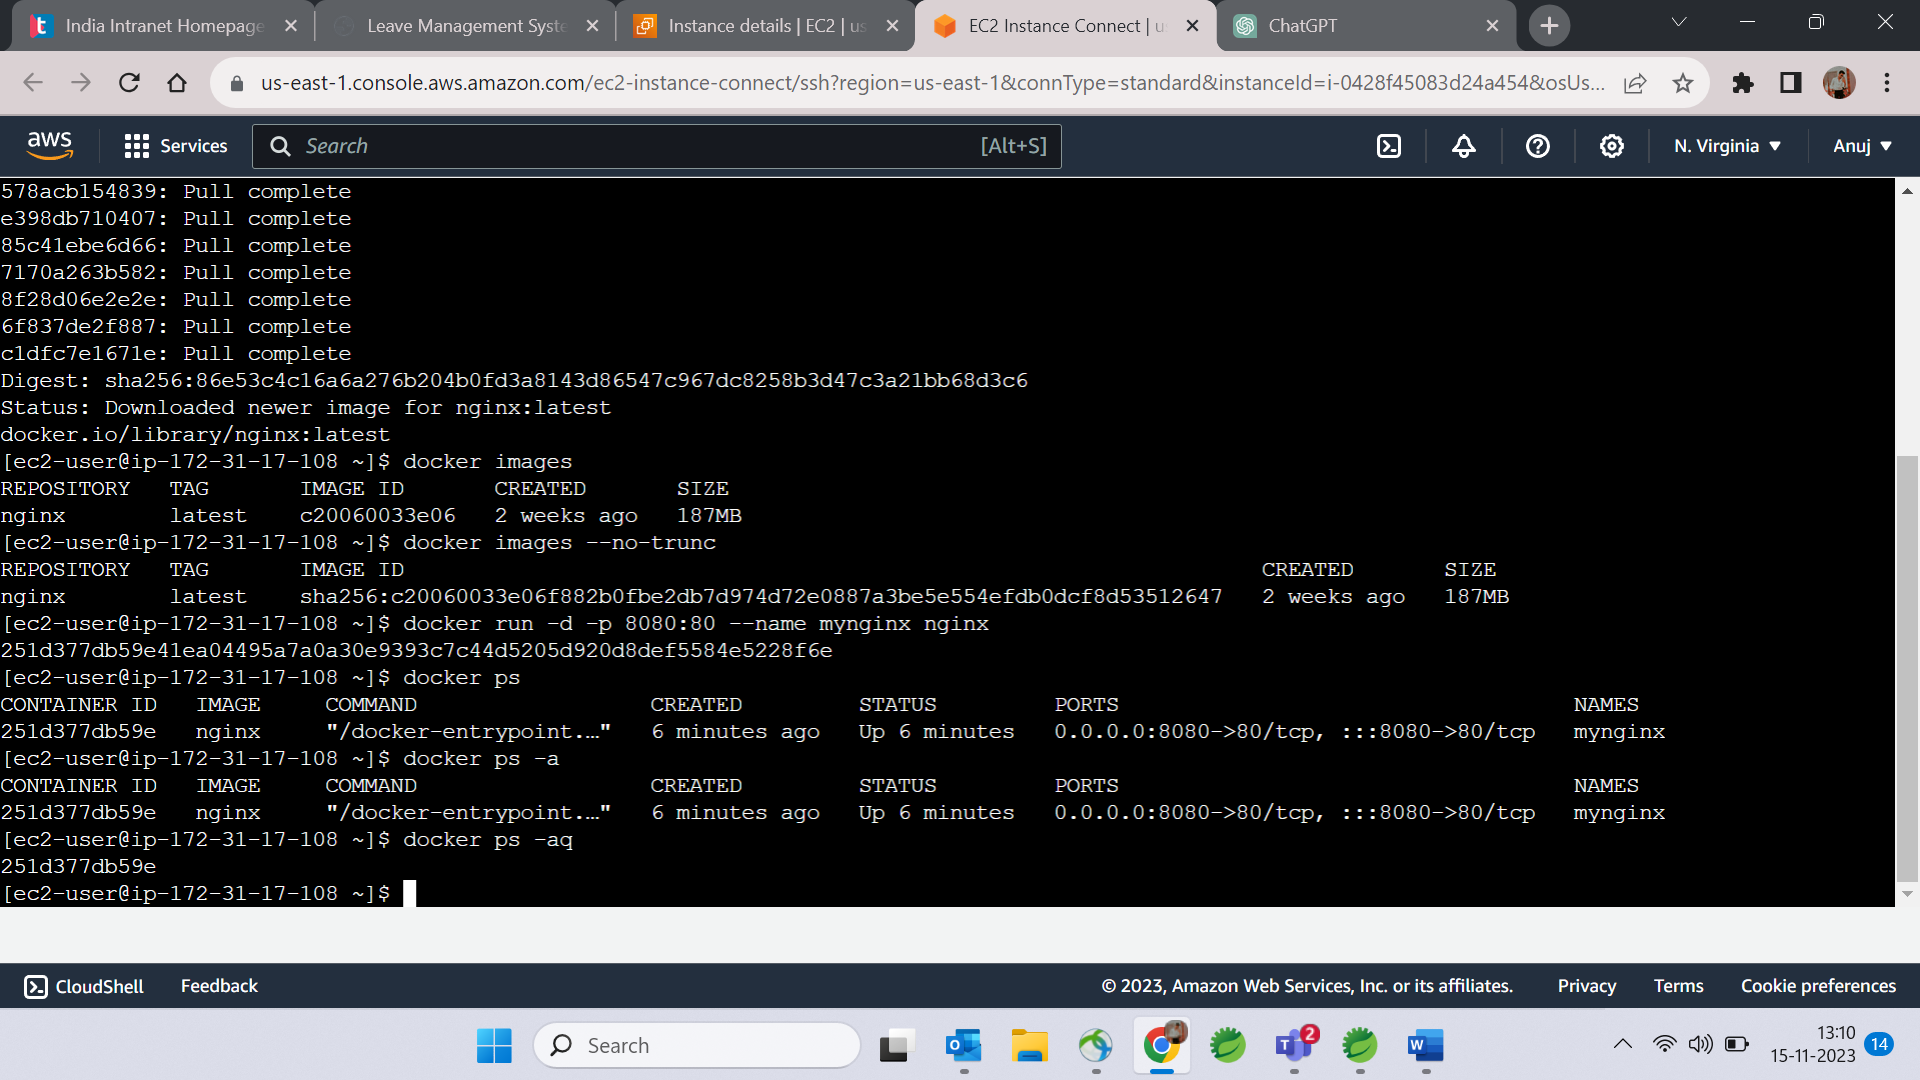 India Intranet Homepage
Leave Management Syste
Instance details | EC2 | us
EC2 Instance Connect | u
ChatGPT
us-east-1.console.aws.amazon.com/ec2-instance-connect/ssh?region=us-east-1&connType=standard&instanceId=i-0428f45083d24a454&osUs...
aws
Services
Search
[Alt+S]
N. Virginia
Anuj
578acb154839: Pull complete
e398db710407: Pull complete
85c41ebe6d66: Pull complete
7170a263b582: Pull complete
8f28d06e2e2e: Pull complete
6f837de2f887: Pull complete
c1dfc7e1671e: Pull complete
Digest: sha256:86e53c4c16a6a276b204b0fd3a8143d86547c967dc8258b3d47c3a21bb68d3c6
Status: Downloaded newer image for nginx:latest
docker.io/library/nginx:latest
[ec2-user@ip-172-31-17-108 ~]$ docker images
REPOSITORY TAG IMAGE ID CREATED SIZE
nginx latest c20060033e06 2 weeks ago 187MB
[ec2-user@ip-172-31-17-108 ~]$ docker images --no-trunc
REPOSITORY TAG IMAGE ID CREATED SIZE
nginx latest sha256:c20060033e06f882b0fbe2db7d974d72e0887a3be5e554efdb0dcf8d53512647 2 weeks ago 187MB
[ec2-user@ip-172-31-17-108 ~]$ docker run -d -p 8080:80 --name mynginx nginx
251d377db59e41ea04495a7a0a30e9393c7c44d5205d920d8def5584e5228f6e
[ec2-user@ip-172-31-17-108 ~]$ docker ps
CONTAINER ID IMAGE COMMAND CREATED STATUS PORTS NAMES
251d377db59e nginx "/docker-entrypoint.…" 6 minutes ago Up 6 minutes 0.0.0.0:8080->80/tcp, :::8080->80/tcp mynginx
[ec2-user@ip-172-31-17-108 ~]$ docker ps -a
CONTAINER ID IMAGE COMMAND CREATED STATUS PORTS NAMES
251d377db59e nginx "/docker-entrypoint.…" 6 minutes ago Up 6 minutes 0.0.0.0:8080->80/tcp, :::8080->80/tcp mynginx
[ec2-user@ip-172-31-17-108 ~]$ docker ps -aq
251d377db59e
[ec2-user@ip-172-31-17-108 ~]$
CloudShell
Feedback
© 2023, Amazon Web Services, Inc. or its affiliates.
Privacy
Terms
Cookie preferences
Search
2
13:10
15-11-2023
14